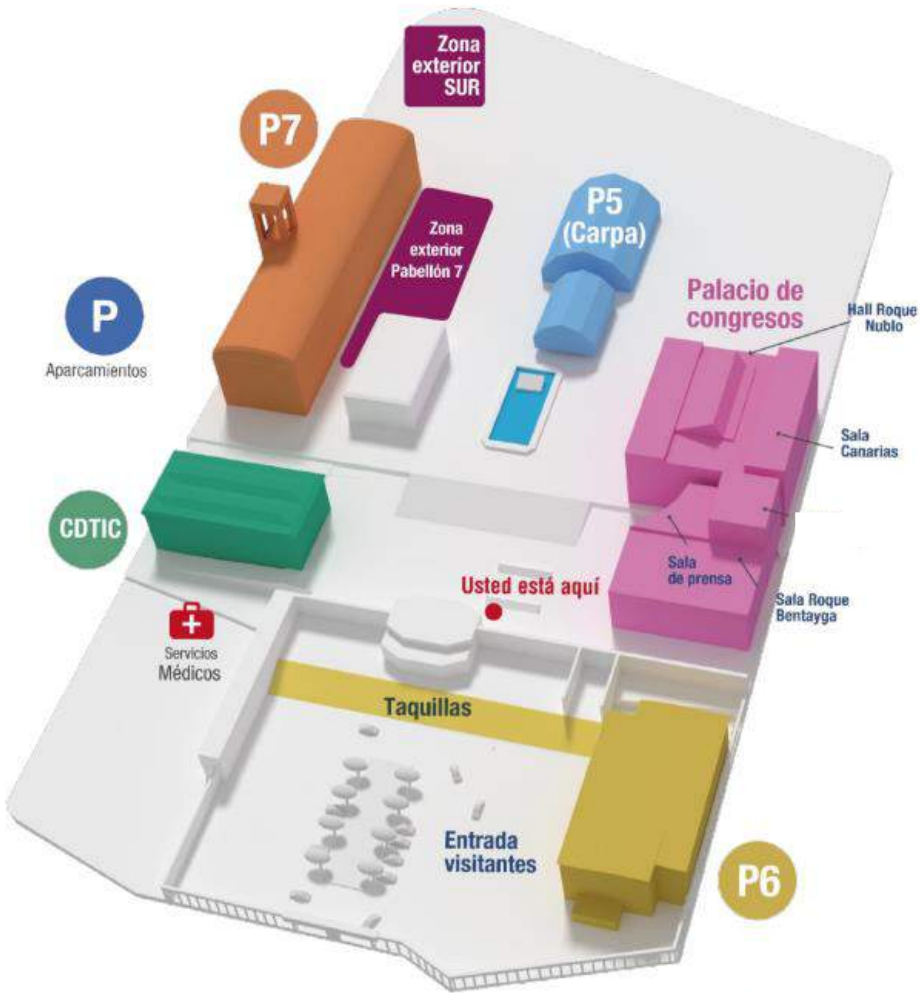 Zona
exterior
SUR
P7
Zona
exterior
Pabellón 7
P5
(Carpa)
P
Aparcamientos
Palacio de
congresos
Hall Roque
Nublo
Sala
Canarias
CDTIC
Sala
de prensa
Sala Roque
Bentayga
Usted está aquí
Servicios
Médicos
Taquillas
Entrada
visitantes
P6